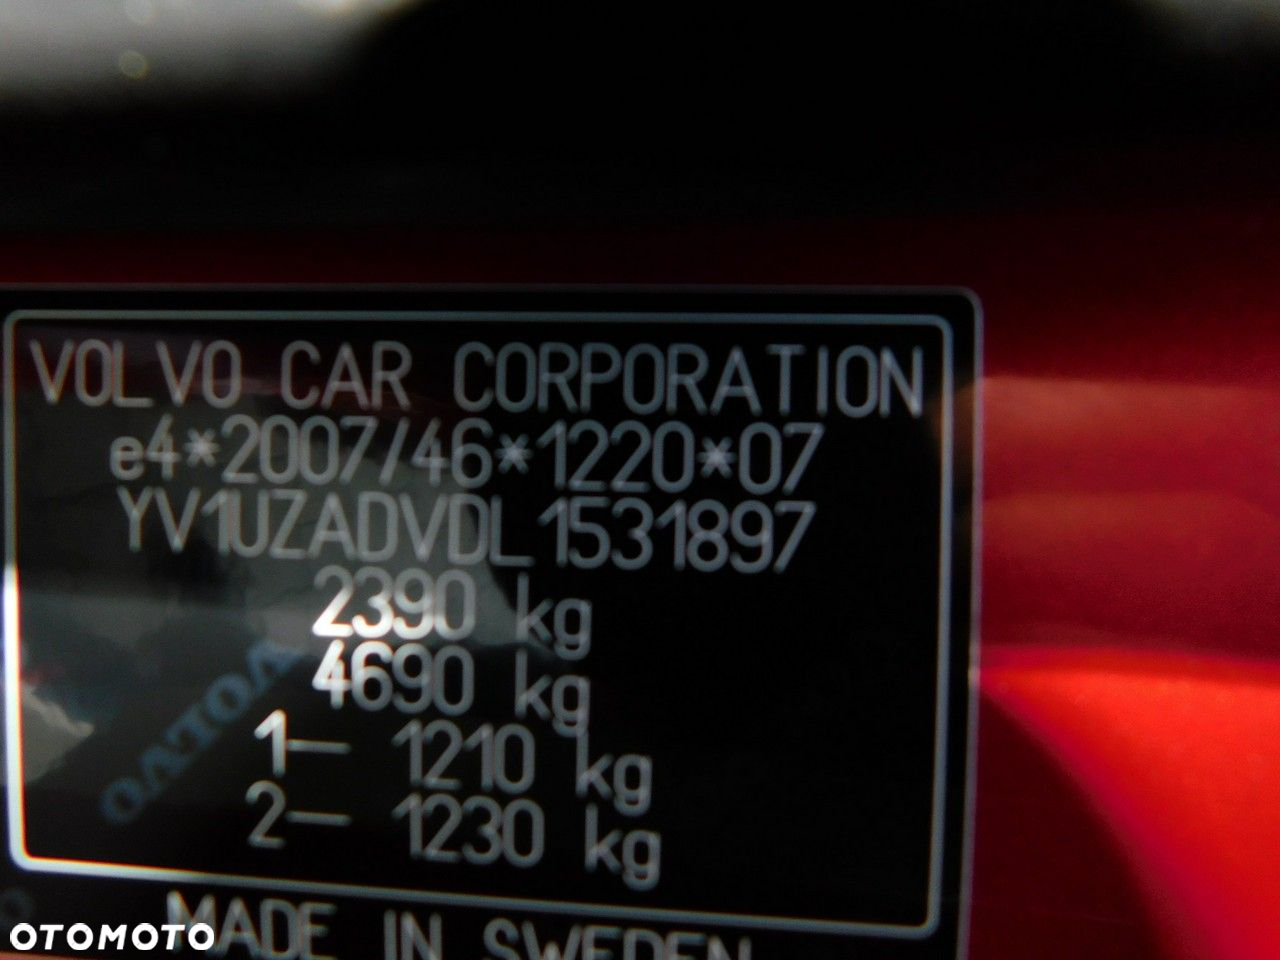 VOLVO CAR CORPORATION
e4*2007/46*1220*07
YV1UZADVDL1531897
2390 kg
4690 kg
1— 1210 kg
2— 1230 kg
VOLVO
MADE IN SWEDEN
OTOMOTO